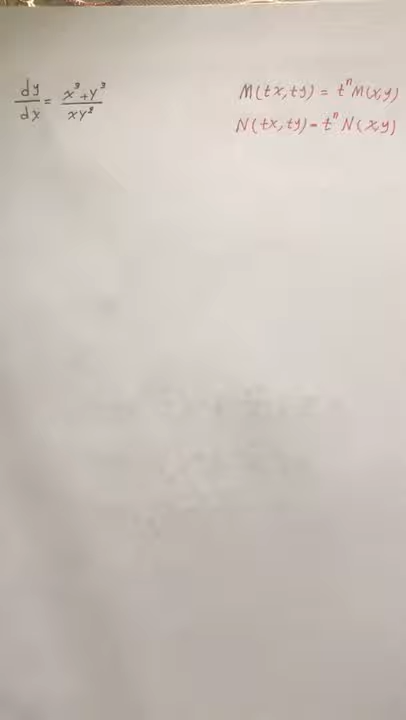 dy/dx = x³+y³/xy²
M(tx,ty) = tⁿM(x,y)
N(tx,ty) = tⁿN(x,y)